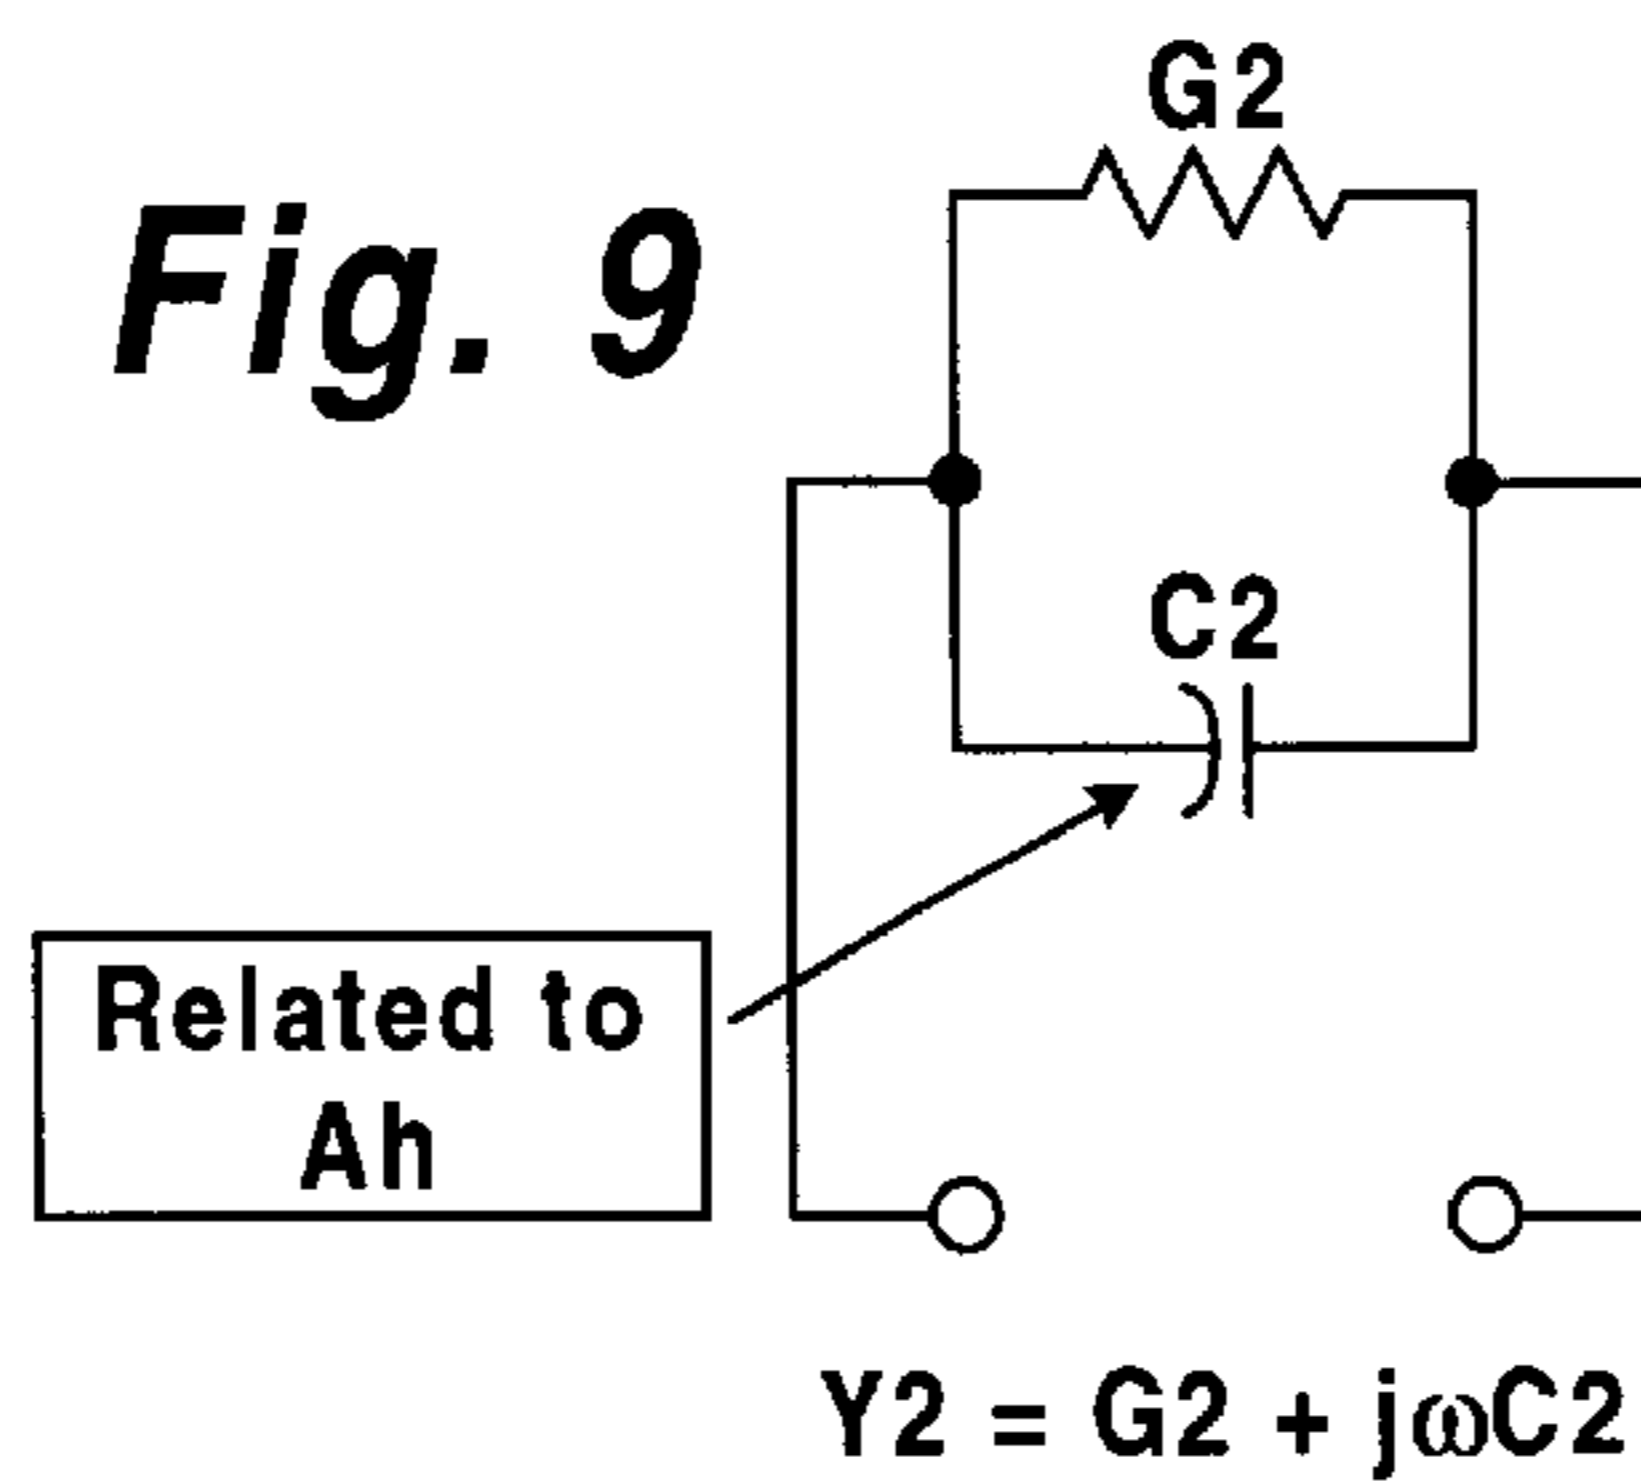 G2
Fig. 9
C2
Related to
Ah
Y2 = G2 + jωC2